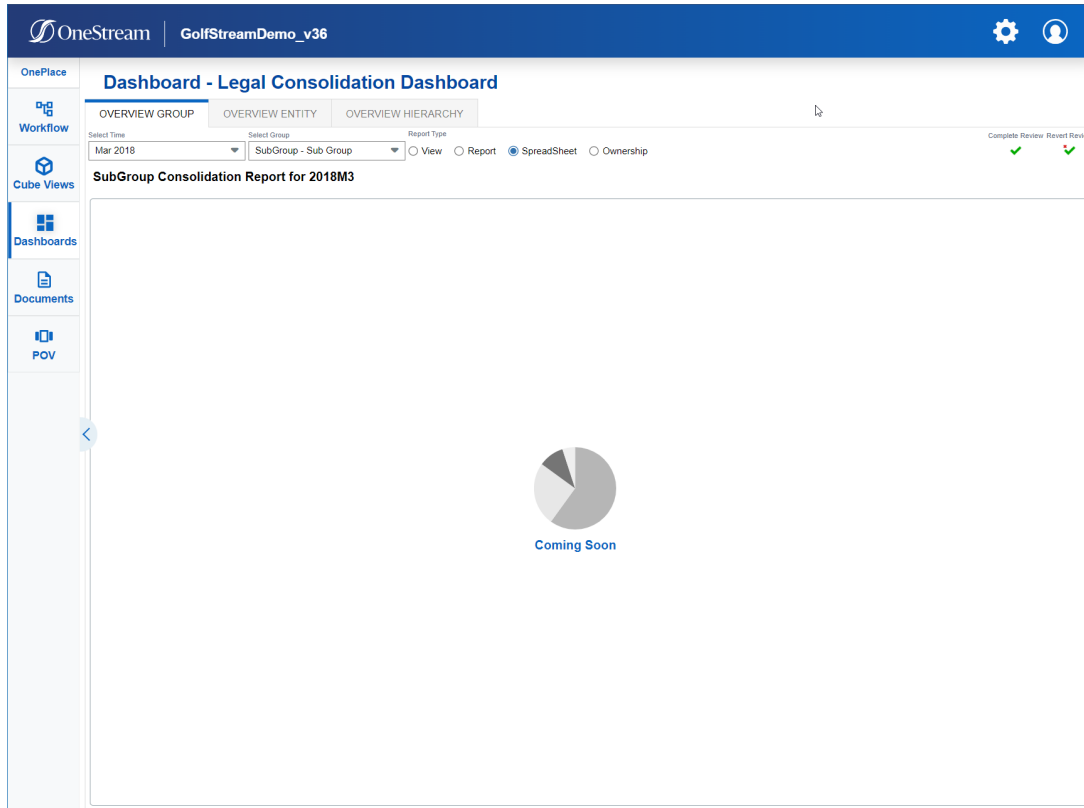 OneStream GolfStreamDemo_v36
OnePlace
Workflow
Cube Views
Dashboards
Documents
POV
Dashboard - Legal Consolidation Dashboard
OVERVIEW GROUP OVERVIEW ENTITY OVERVIEW HIERARCHY
Select Time Select Group Report Type Complete Review
Mar 2018 SubGroup - Sub Group View Report SpreadSheet Ownership
SubGroup Consolidation Report for 2018M3
Coming Soon